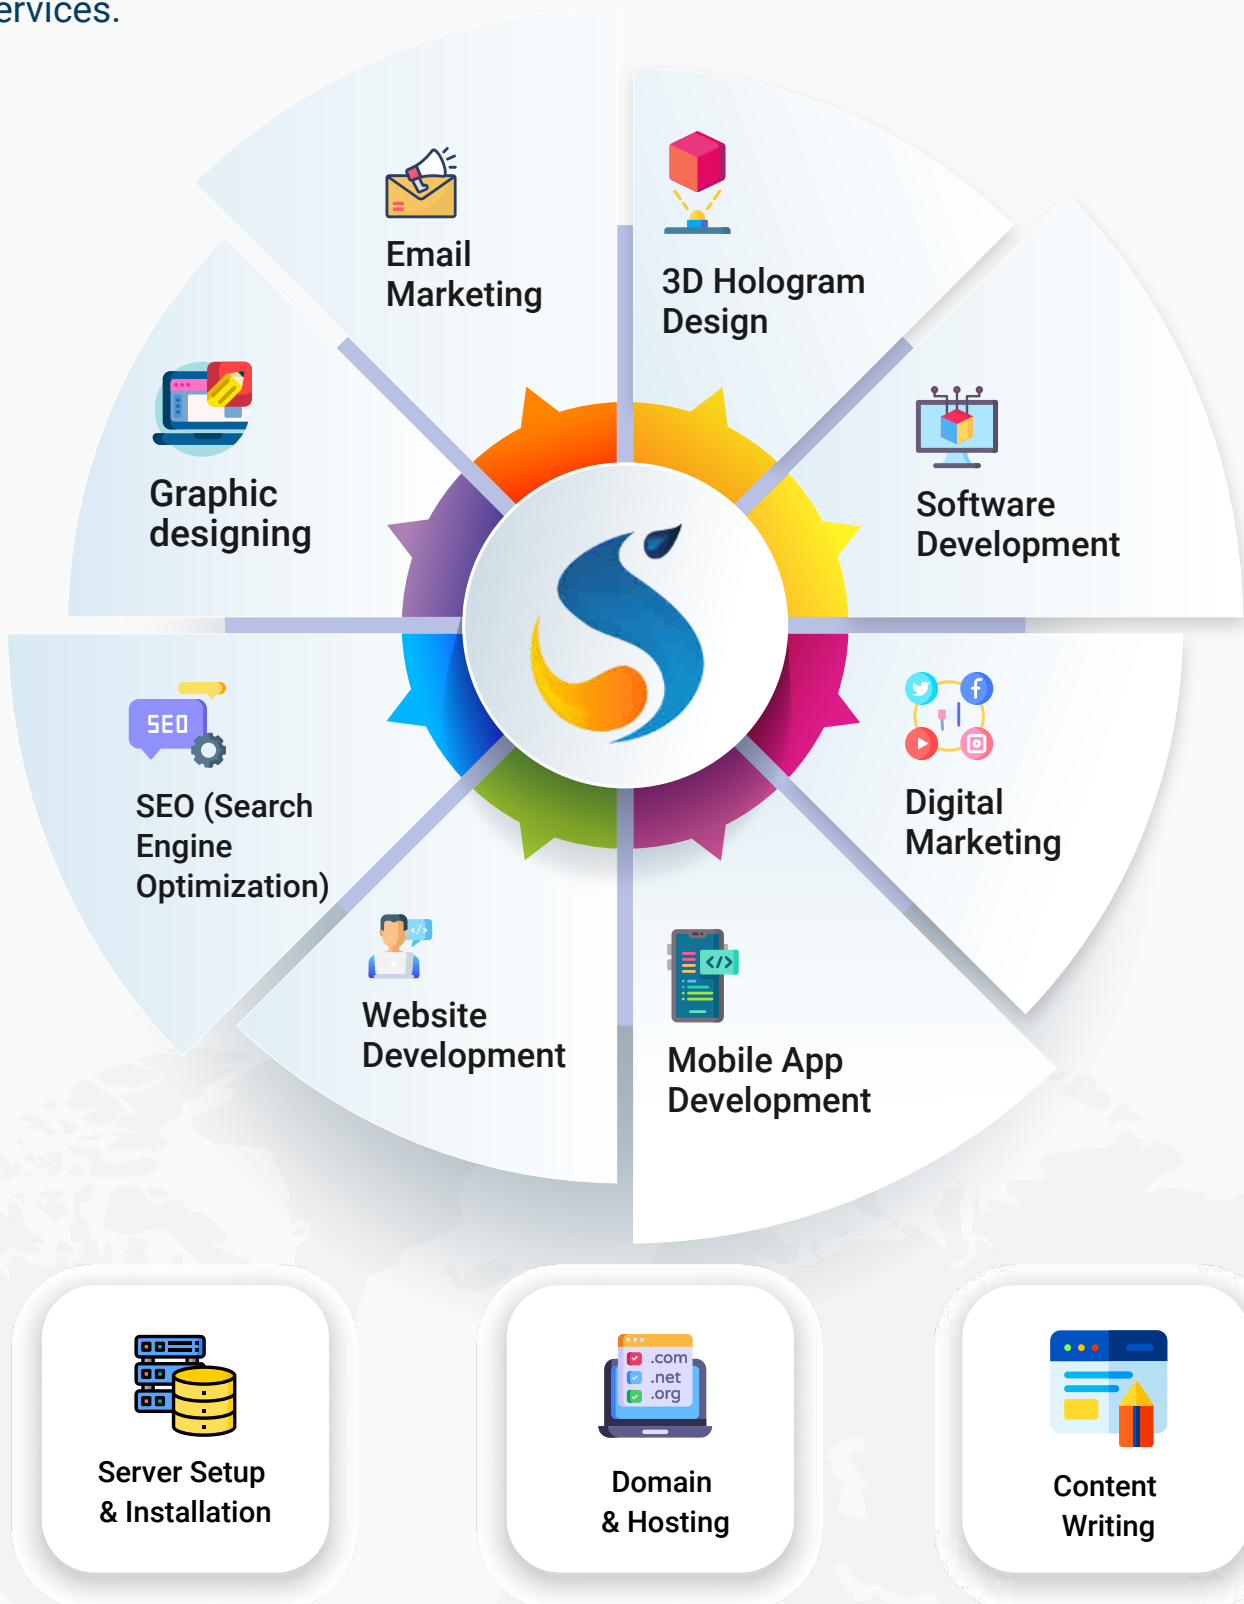 ervices.
Email
Marketing
3D Hologram
Design
Graphic
designing
Software
Development
SEO
SEO (Search
Engine
Optimization)
Digital
Marketing
Website
Development
</>
Mobile App
Development
</>
Server Setup
& Installation
.com
.net
.org
Domain
& Hosting
Content
Writing